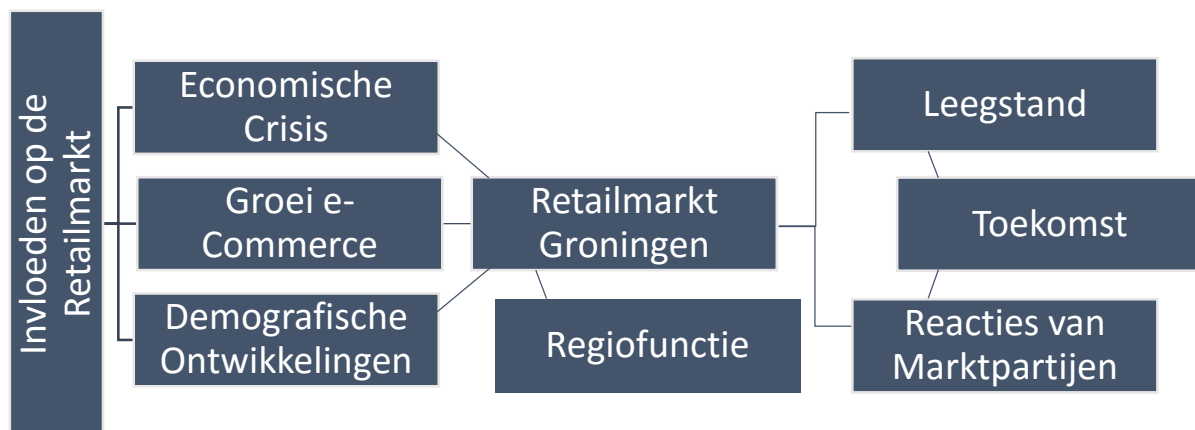 Invloeden op de
Retailmarkt
Economische
Crisis
Groei e-
Commerce
Demografische
Ontwikkelingen
Retailmarkt
Groningen
Regiofunctie
Leegstand
Toekomst
Reacties van
Marktpartijen